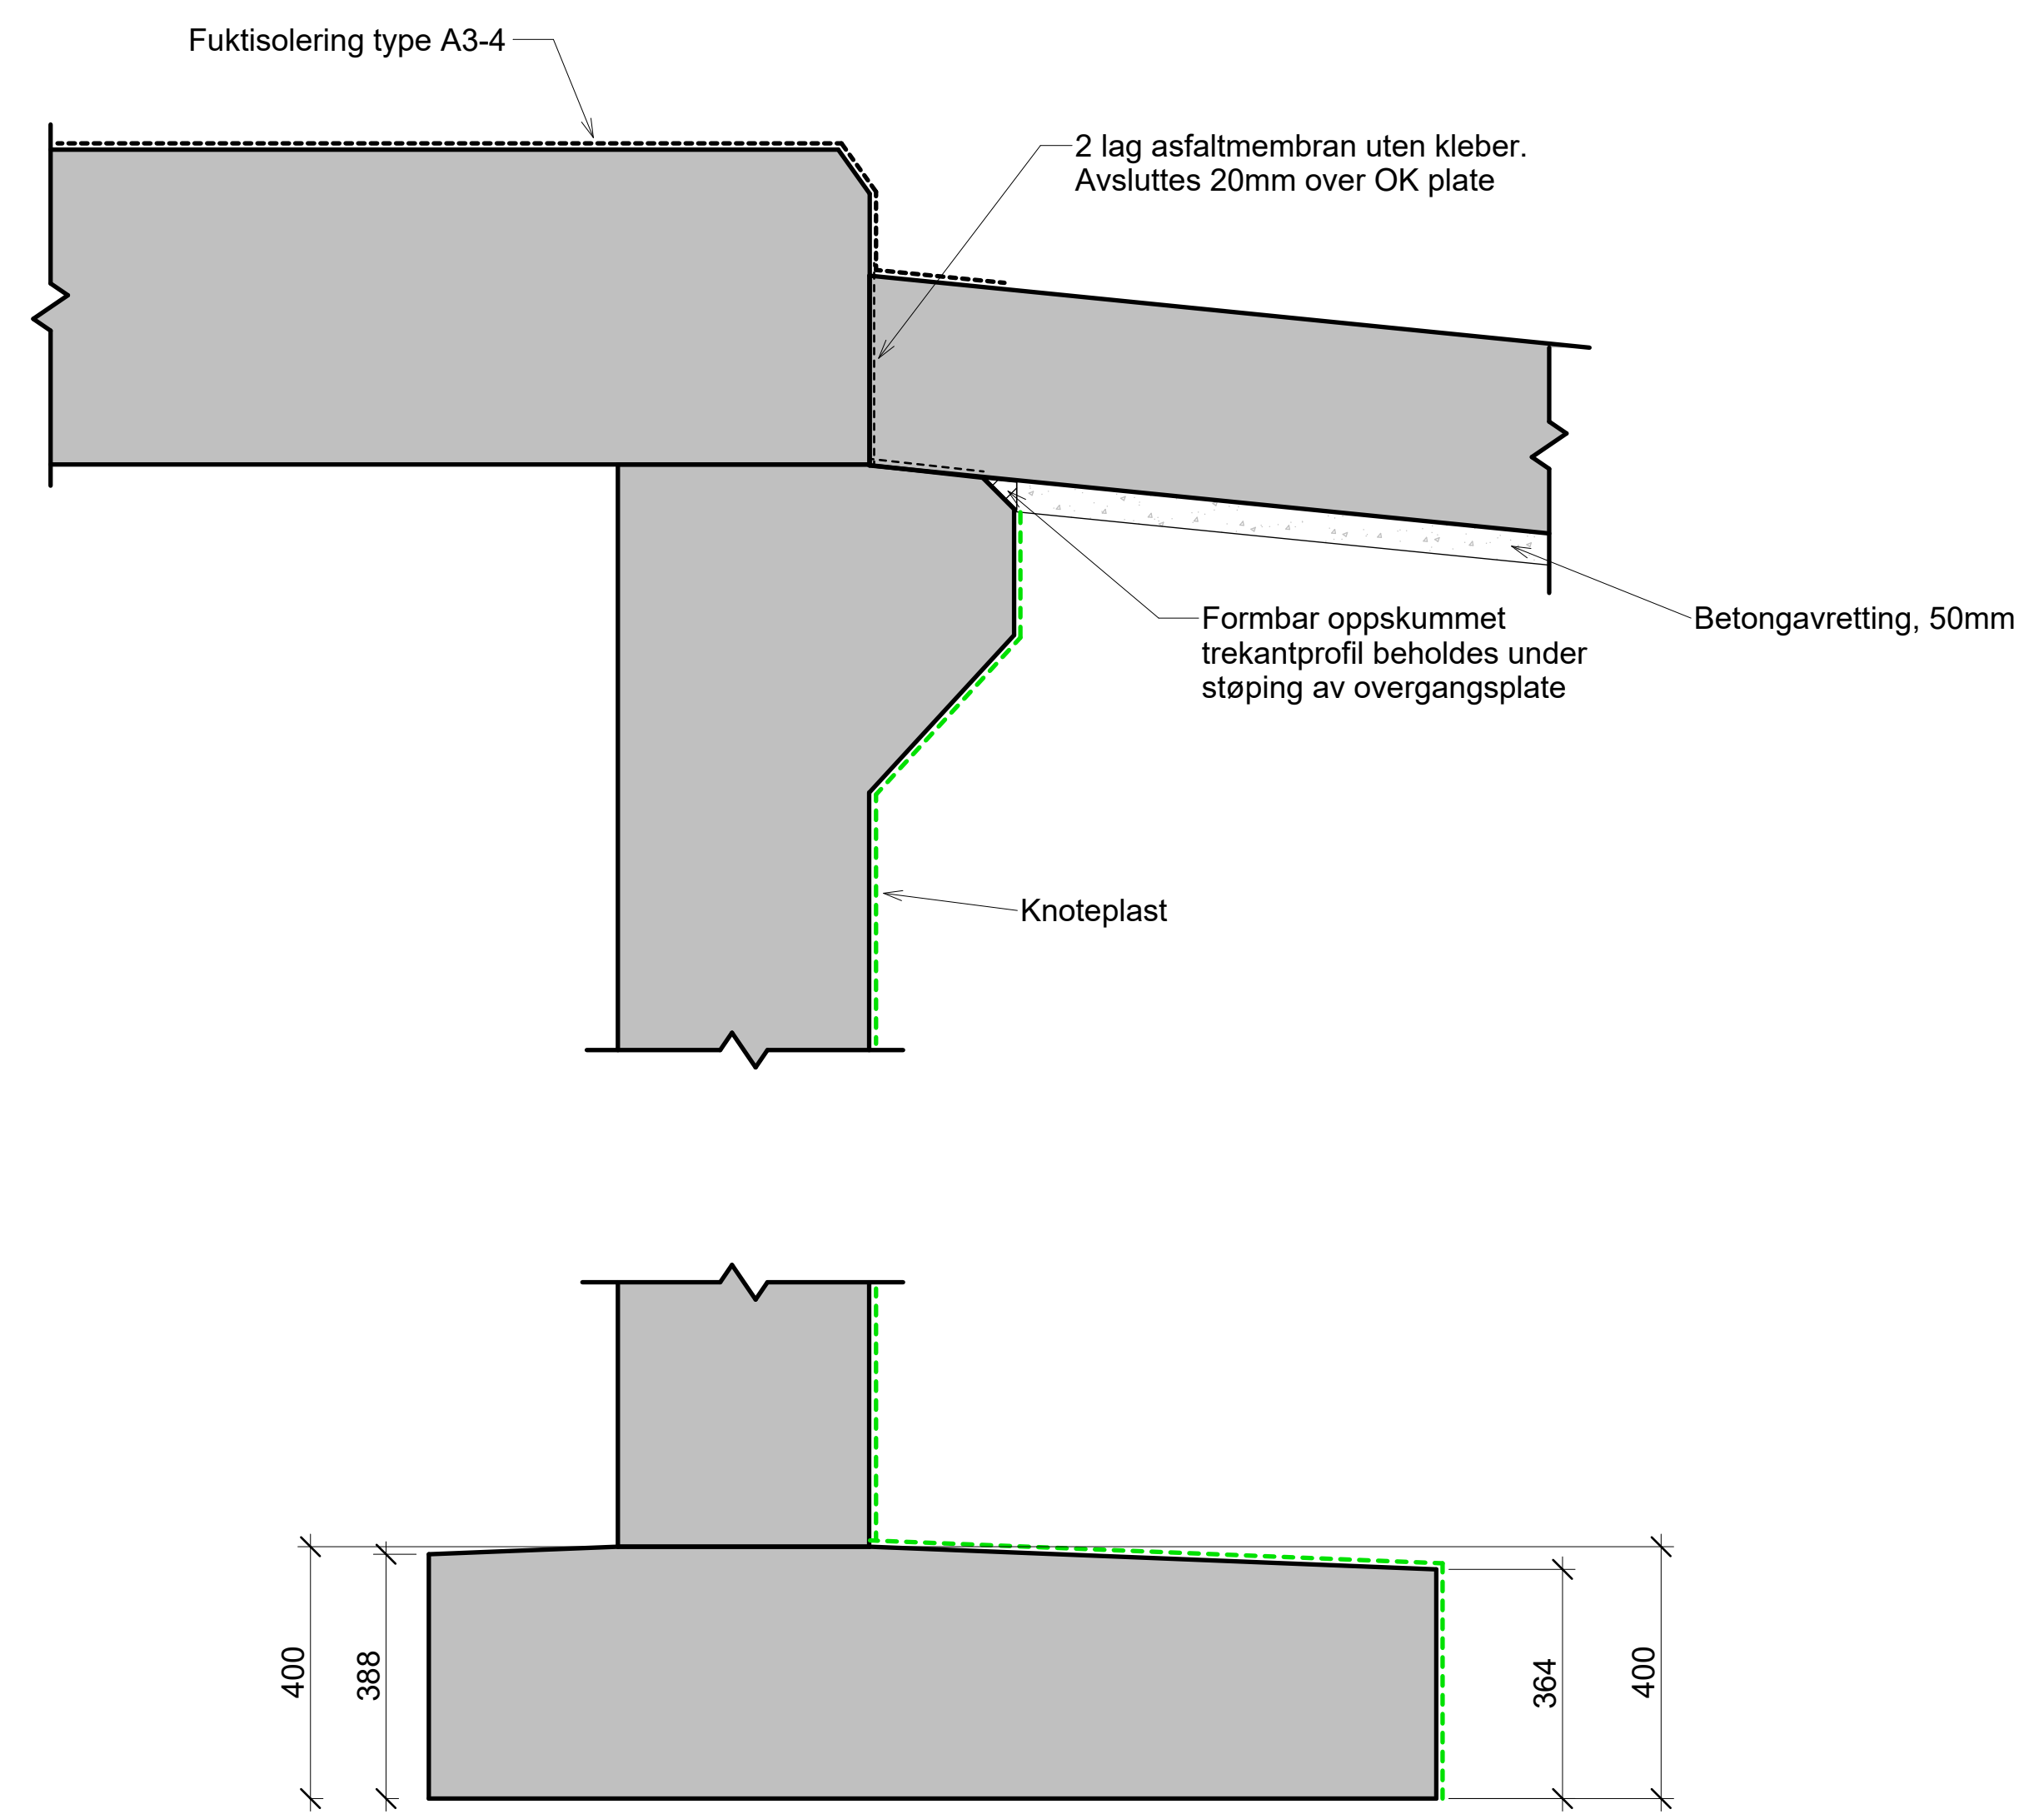 Fuktisolering type A3-4
2 lag asfaltmembran uten kleber.
Avsluttes 20mm over OK plate
Formbar oppskummet
trekantprofil beholdes under
støping av overgangsplate
Betongavretting, 50mm
Knoteplast
400
388
364
400